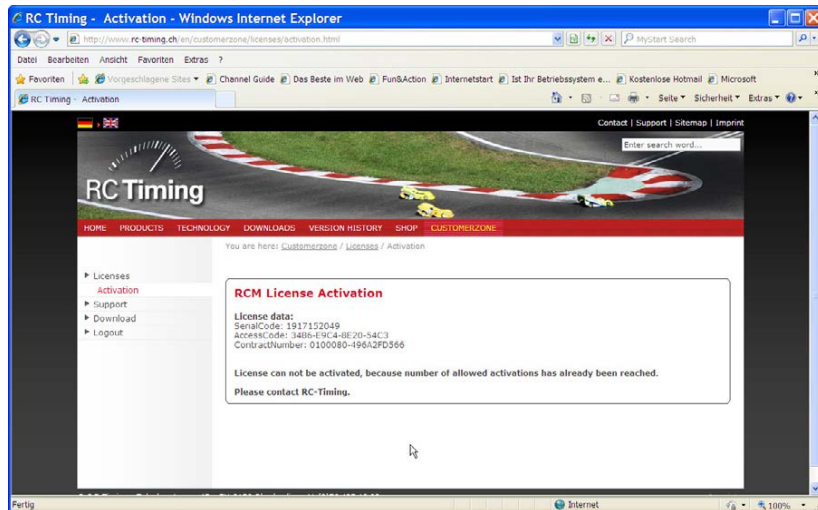 RC Timing - Activation - Windows Internet Explorer
http://www.rc-timing.ch/en/customerzone/licenses/activation.html
MyStart Search
Datei Bearbeiten Ansicht Favoriten Extras ?
Favoriten Vorgeschlagene Sites Channel Guide Das Beste im Web Fun&Action Internetstart Ist Ihr Betriebssystem e... Kostenlose Hotmail Microsoft
RC Timing - Activation
Seite Sicherheit Extras
Contact | Support | Sitemap | Imprint
Enter search word...
RC Timing
HOME PRODUCTS TECHNOLOGY DOWNLOADS VERSION HISTORY SHOP CUSTOMERZONE
You are here: Customerzone / Licenses / Activation
Licenses
Activation
Support
Download
Logout
RCM License Activation
License data:
SerialCode: 1917152049
AccessCode: 3486-E9C4-8E20-54C3
ContractNumber: 0100080-496A2FD566
License can not be activated, because number of allowed activations has already been reached.
Please contact RC-Timing.
Fertig
Internet
100%